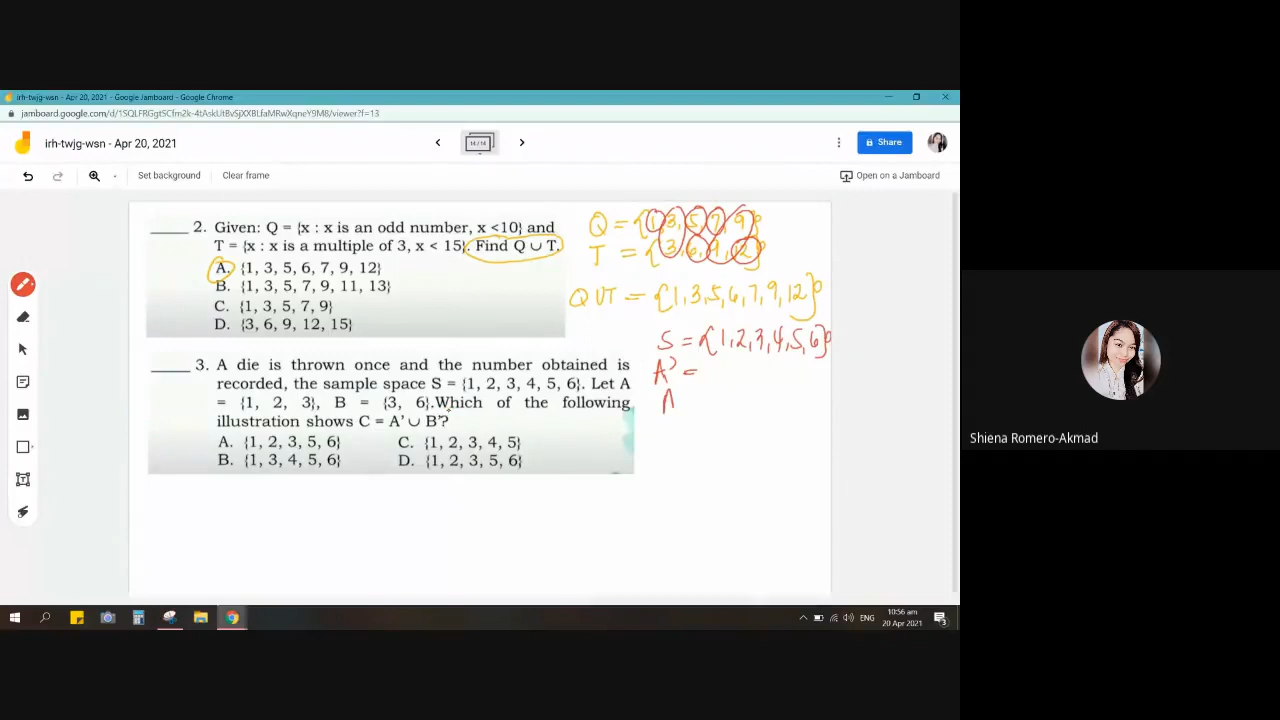 irh-twjg-wsn - Apr 20, 2021 - Google Jamboard - Google Chrome
irh-twjg-wsn - Apr 20, 2021
14 / 14
Share
Set background
Clear frame
Open on a Jamboard
2. Given: Q = {x : x is an odd number, x <10} and
T = {x : x is a multiple of 3, x < 15}. Find Q ∪ T.
A. {1, 3, 5, 6, 7, 9, 12}
B. {1, 3, 5, 7, 9, 11, 13}
C. {1, 3, 5, 7, 9}
D. {3, 6, 9, 12, 15}
Q = {1, 3, 5, 7, 9}
T = {3, 6, 9, 12}
Q U T = {1, 3, 5, 6, 7, 9, 12}
S = {1, 2, 3, 4, 5, 6}
A' =
3. A die is thrown once and the number obtained is
recorded, the sample space S = {1, 2, 3, 4, 5, 6}. Let A
= {1, 2, 3}, B = {3, 6}.Which of the following
illustration shows C = A' ∪ B'?
A. {1, 2, 3, 5, 6}
C. {1, 2, 3, 4, 5}
B. {1, 3, 4, 5, 6}
D. {1, 2, 3, 5, 6}
Shiena Romero-Akmad
ENG
10:56 am
20 Apr 2021
3